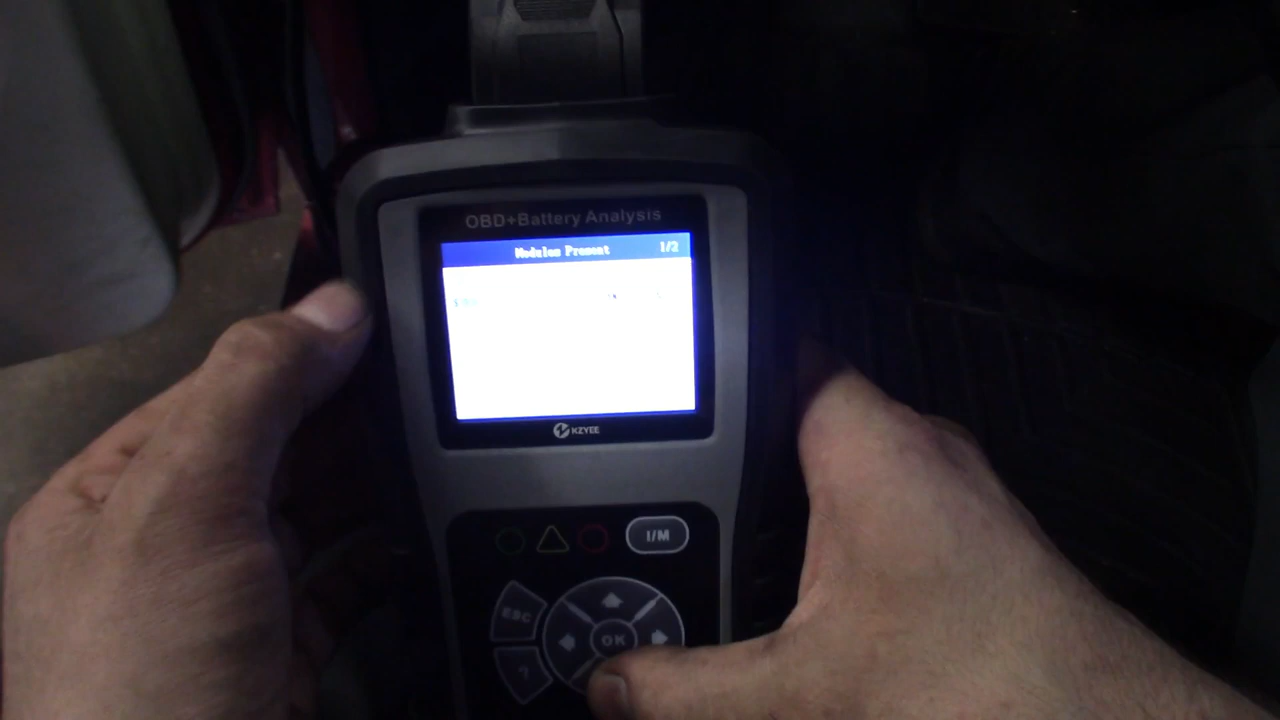 OBD+Battery Analysis
Modules Present 1/2
KZYEE
I/M
ESC
OK
?